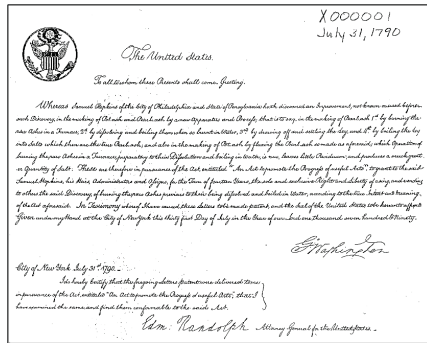 X000001
July 31, 1790
The United States.
To all to whom these Presents shall come, Greeting.
Whereas Samuel Hopkins of the City of Philadelphia and State of Pensylvania hath discovered an Improvement, not known or used before
such Discovery, in the making of Pot ash and Pearl ash by a new Apparatus and Process; that is to say, in the making of Pearl ash 1st by burning the
raw Ashes in a Furnace, 2d by dissolving and boiling them when so burnt in Water, 3d by drawing off and settling the ley, and 4th by boiling the ley
into Salts which then are the true Pearl ash; and also in the making of Pot ash by fluxing the Pearl ash so made as aforesaid; which Operation of
burning the raw Ashes in a Furnace, preparatory to their Dissolution and boiling in Water, is new, leaves little Residuum; and produces a much greater
Quantity of Salt: These are therefore in pursuance of the Act, entituled "An Act to promote the Progress of useful Arts", to grant to the said
Samuel Hopkins, his Heirs, Administrators and Assigns, for the Term of fourteen Years, the sole and exclusive Right and Liberty of using and vending
to others the said Discovery, of burning the raw Ashes previous to their being dissolved and boiled in Water, according to the true Intent and meaning
of the Act aforesaid. In Testimony whereof I have caused these Letters to be made patent, and the Seal of the United States to be hereunto affixed
Given under my Hand at the City of New York this thirty first Day of July in the Year of our Lord one thousand seven hundred & Ninety.
G. Washington
City of New York July 31st 1790. -
I do hereby Certify that the foregoing Letters patent were delivered to me
in pursuance of the Act, entituled "An Act to promote the Progress of useful Arts"; that I
have examined the same, and find them conformable to the said Act.
Edm: Randolph Attorney General for the United States.